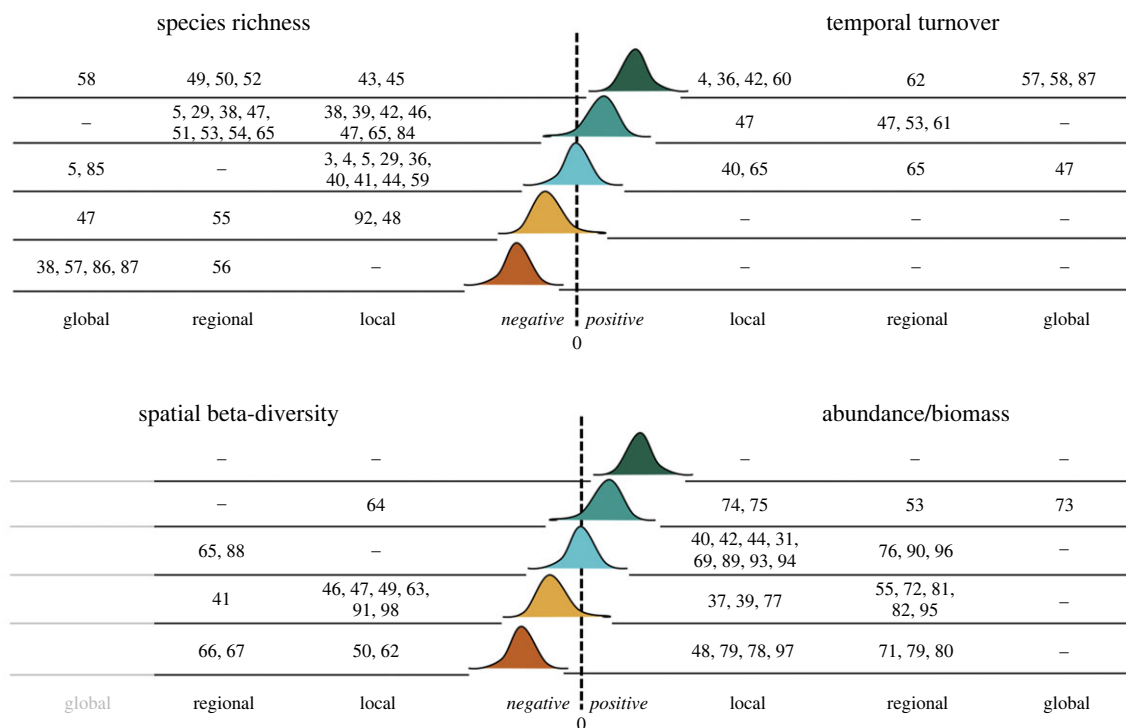 species richness temporal turnover
58 49, 50, 52 43, 45 4, 36, 42, 60 62 57, 58, 87
– 5, 29, 38, 47, 38, 39, 42, 46, 47 47, 53, 61 –
51, 53, 54, 65 47, 65, 84
5, 85 – 3, 4, 5, 29, 36, 40, 65 65 47
40, 41, 44, 59
47 55 92, 48 – – –
38, 57, 86, 87 56 – – – –
global regional local negative positive local regional global
0
spatial beta-diversity abundance/biomass
– – – – –
– 64 74, 75 53 73
65, 88 – 40, 42, 44, 31, 76, 90, 96 –
69, 89, 93, 94
41 46, 47, 49, 63, 37, 39, 77 55, 72, 81, –
91, 98 82, 95
66, 67 50, 62 48, 79, 78, 97 71, 79, 80 –
global regional local negative positive local regional global
0